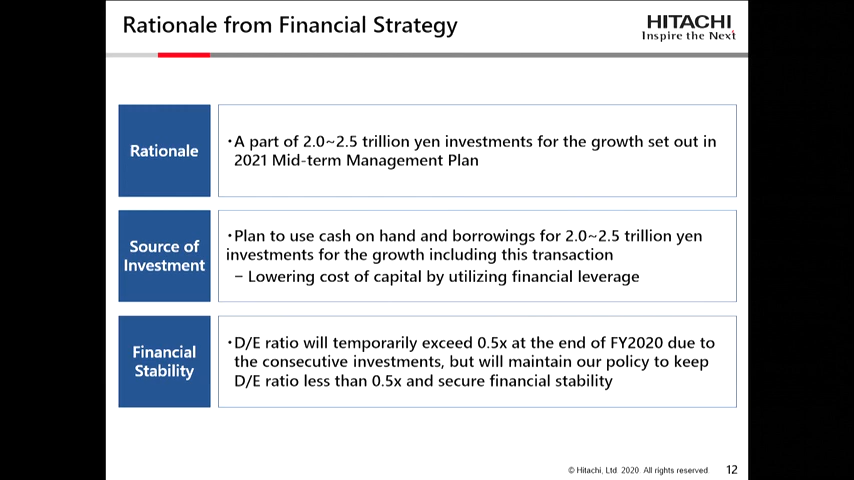 Rationale from Financial Strategy
HITACHI
Inspire the Next
Rationale
・A part of 2.0~2.5 trillion yen investments for the growth set out in
2021 Mid-term Management Plan
Source of
Investment
・Plan to use cash on hand and borrowings for 2.0~2.5 trillion yen
investments for the growth including this transaction
− Lowering cost of capital by utilizing financial leverage
Financial
Stability
・D/E ratio will temporarily exceed 0.5x at the end of FY2020 due to
the consecutive investments, but will maintain our policy to keep
D/E ratio less than 0.5x and secure financial stability
© Hitachi, Ltd 2020 All rights reserved
12